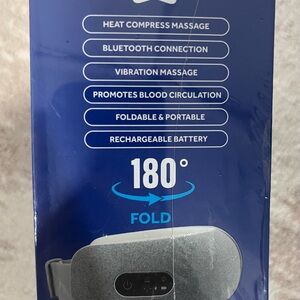 HEAT COMPRESS MASSAGE
BLUETOOTH CONNECTION
VIBRATION MASSAGE
PROMOTES BLOOD CIRCULATION
FOLDABLE & PORTABLE
RECHARGEABLE BATTERY
180°
FOLD